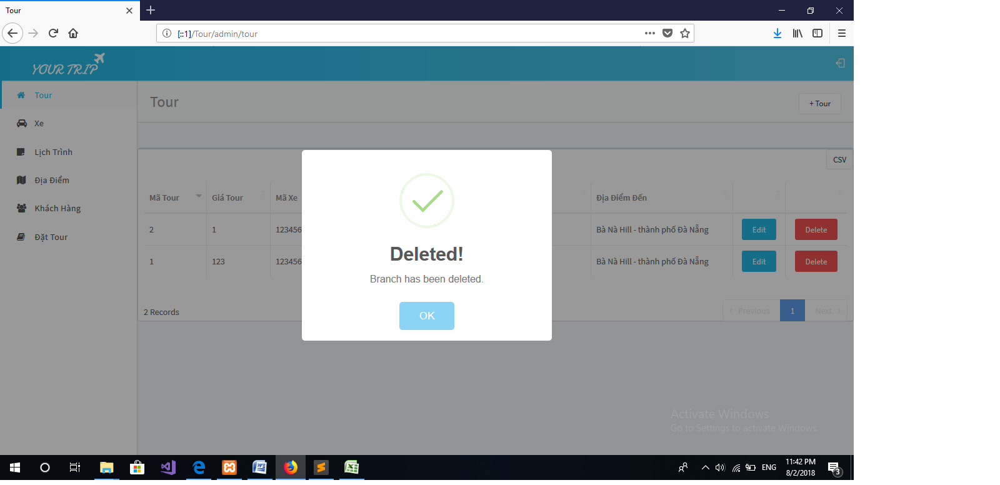 Tour
[::1]/Tour/admin/tour
YOUR TRIP
Tour
Xe
Lịch Trình
Địa Điểm
Khách Hàng
Đặt Tour
Tour
+ Tour
CSV
Mã Tour Giá Tour Mã Xe Địa Điểm Đến
2 1 123456 Bà Nà Hill - thành phố Đà Nẵng Edit Delete
1 123 123456 Bà Nà Hill - thành phố Đà Nẵng Edit Delete
2 Records
Previous 1 Next
Deleted!
Branch has been deleted.
OK
Activate Windows
Go to Settings to activate Windows.
ENG
11:42 PM
8/2/2018
3